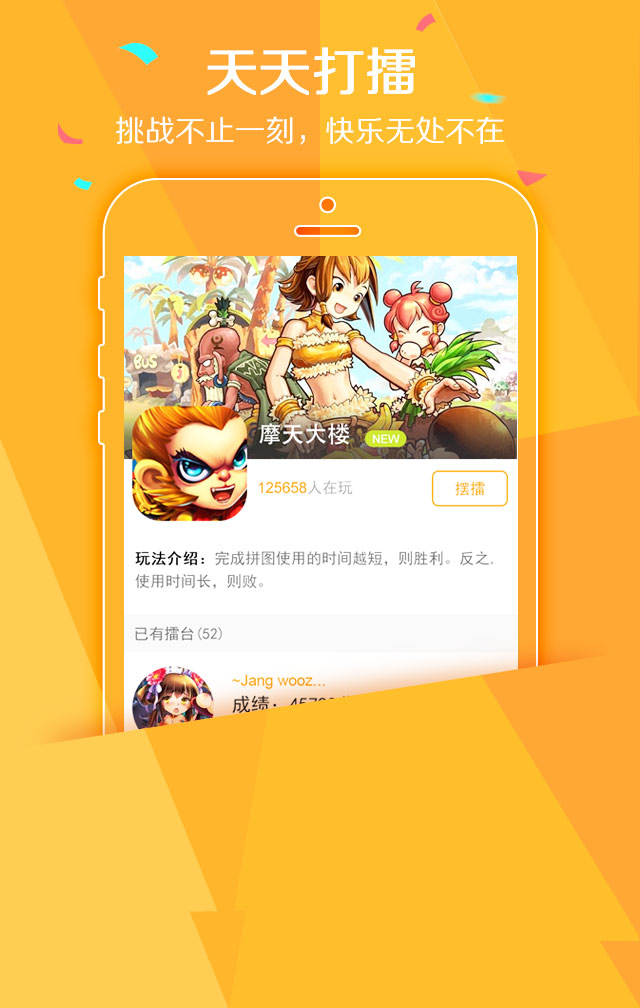 天天打擂
挑战不止一刻，快乐无处不在
BUS
摩天大楼 NEW
125658人在玩
摆擂
玩法介绍：完成拼图使用的时间越短，则胜利。反之，
使用时间长，则败。
已有擂台(52)
~Jang wooz...
成绩：